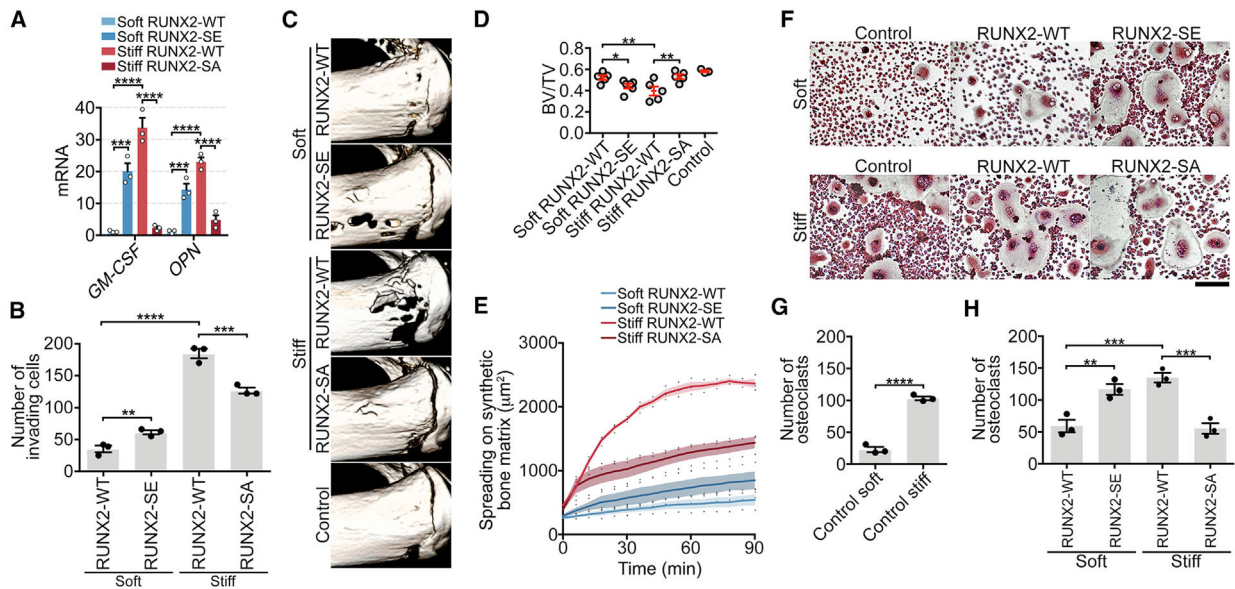 A
Soft RUNX2-WT
Soft RUNX2-SE
Stiff RUNX2-WT
Stiff RUNX2-SA
****
****
****
***
***
****
mRNA
40
30
20
10
0
GM-CSF
OPN
B
****
***
**
Number of
invading cells
200
150
100
50
0
RUNX2-WT
RUNX2-SE
RUNX2-WT
RUNX2-SA
Soft
Stiff
C
Soft
RUNX2-WT
RUNX2-SE
Stiff
RUNX2-WT
RUNX2-SA
Control
D
**
*
**
BV/TV
0.8
0.6
0.4
0.2
0.0
Soft RUNX2-WT
Soft RUNX2-SE
Stiff RUNX2-WT
Stiff RUNX2-SA
Control
E
Soft RUNX2-WT
Soft RUNX2-SE
Stiff RUNX2-WT
Stiff RUNX2-SA
Spreading on synthetic
bone matrix (µm²)
3000
2000
1000
0
0
30
60
90
Time (min)
F
Control
RUNX2-WT
RUNX2-SE
Soft
Control
RUNX2-WT
RUNX2-SA
Stiff
G
Number of
osteoclasts
200
150
100
50
0
****
Control soft
Control stiff
H
Number of
osteoclasts
200
150
100
50
0
***
**
***
RUNX2-WT
RUNX2-SE
RUNX2-WT
RUNX2-SA
Soft
Stiff